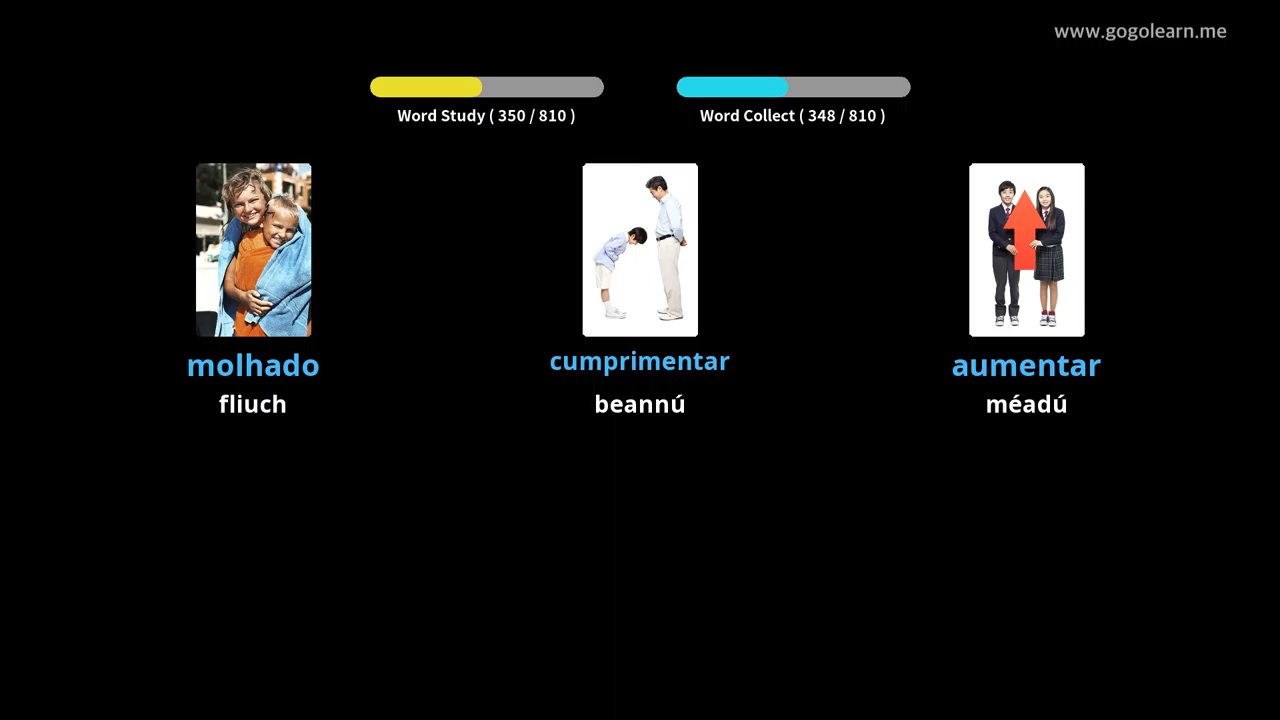 www.gogolearn.me
Word Study ( 350 / 810 )
Word Collect ( 348 / 810 )
molhado
fliuch
cumprimentar
beannú
aumentar
méadú